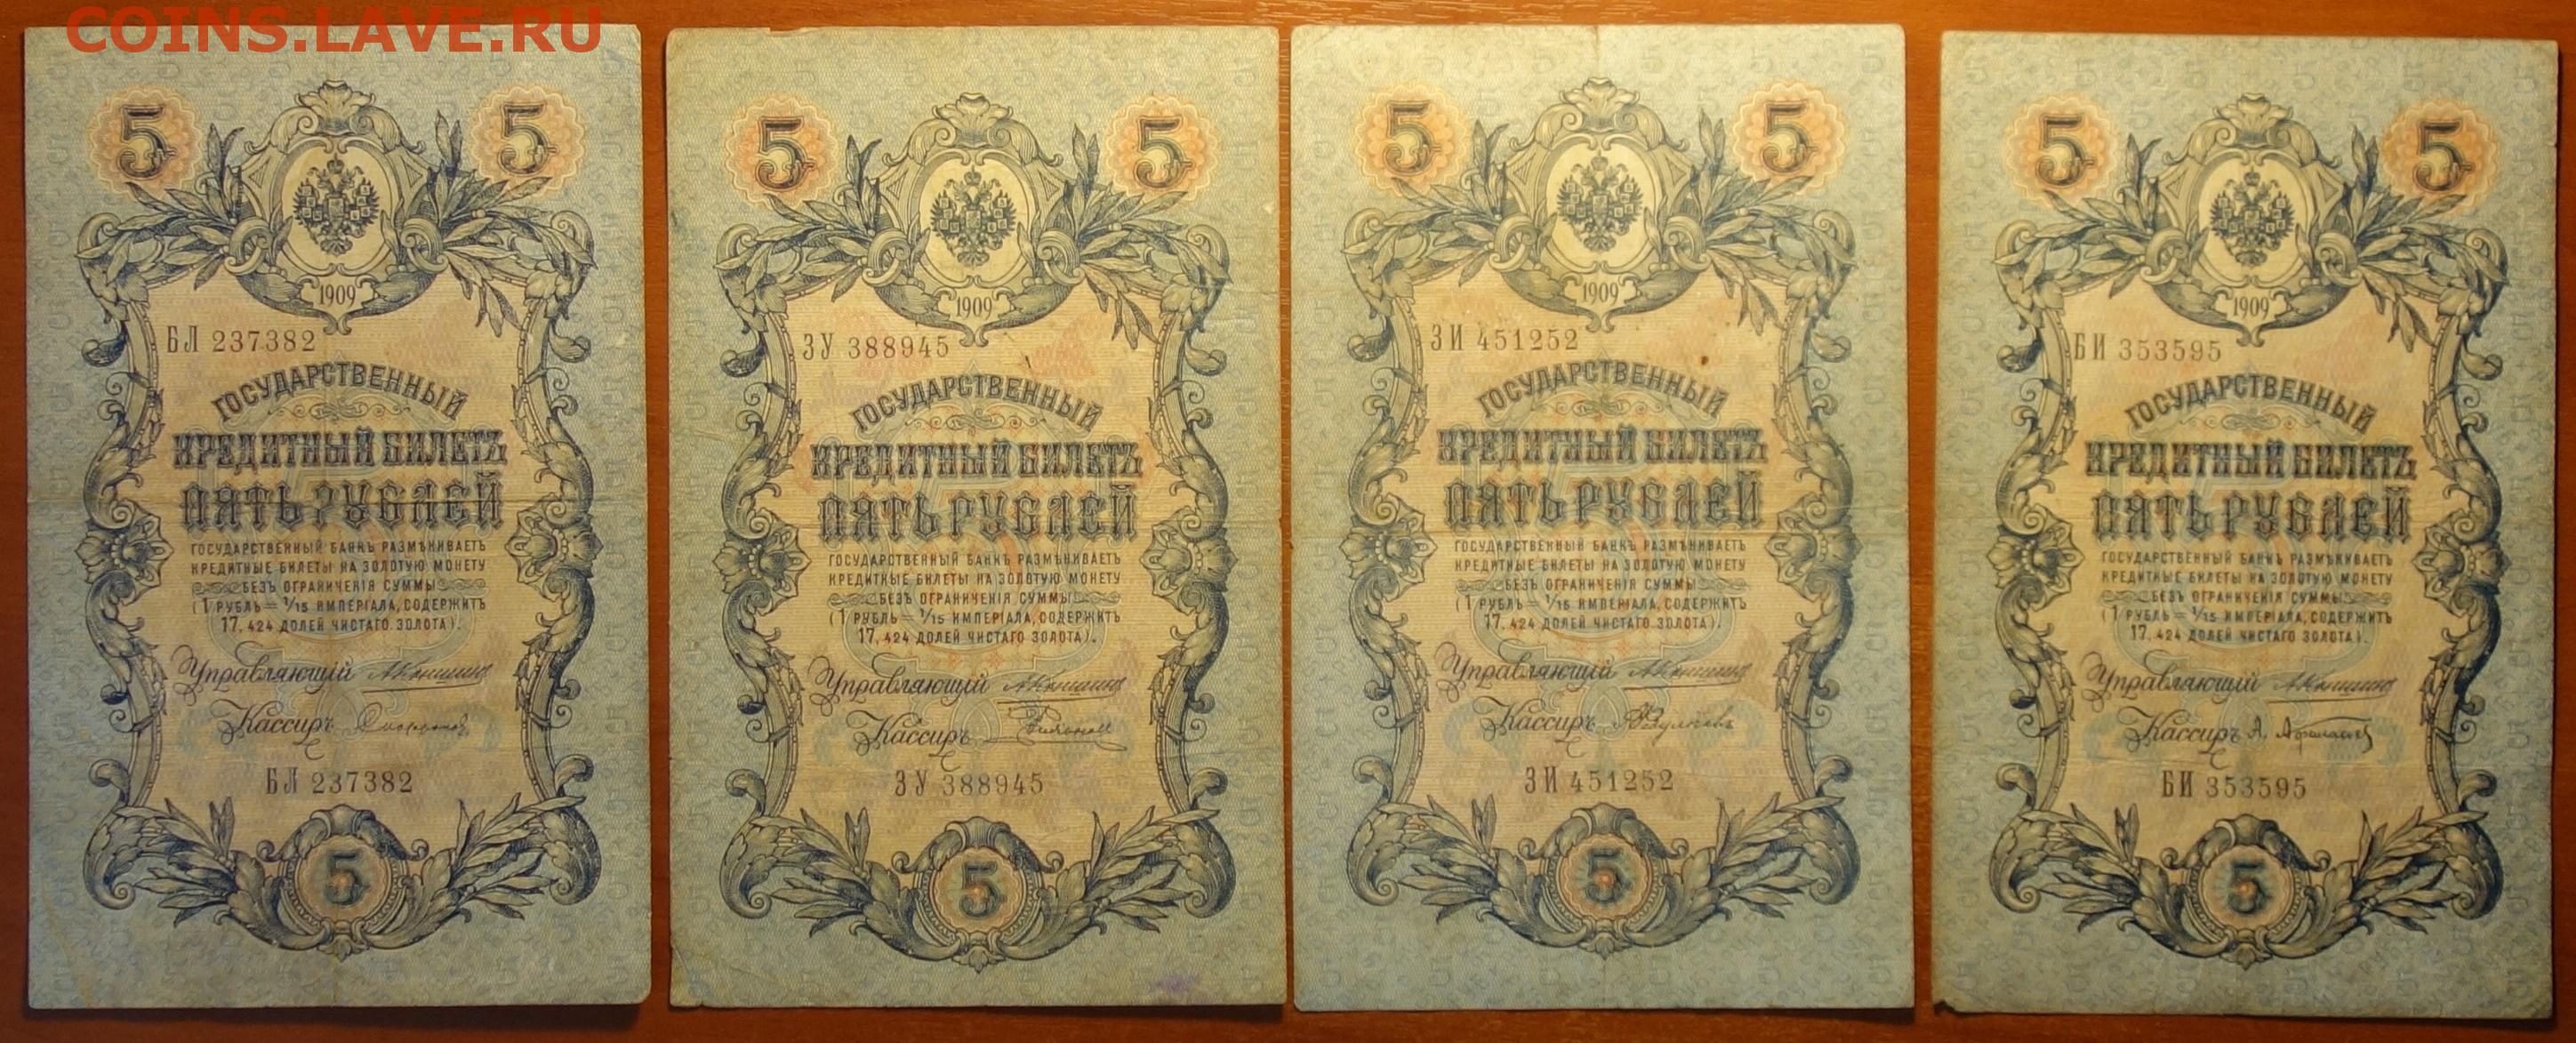 COINS.LAVE.RU
5 5
1909
БЛ 237382
ГОСУДАРСТВЕННЫЙ
КРЕДИТНЫЙ БИЛЕТЪ
ПЯТЬ РУБЛЕЙ
ГОСУДАРСТВЕННЫЙ БАНКЪ РАЗМѢНИВАЕТЪ
КРЕДИТНЫЕ БИЛЕТЫ НА ЗОЛОТУЮ МОНЕТУ
БЕЗЪ ОГРАНИЧЕНІЯ СУММЫ
(1 РУБЛЬ = 1/15 ИМПЕРІАЛА, СОДЕРЖИТЪ
17, 424 ДОЛЕЙ ЧИСТАГО ЗОЛОТА).
Управляющій
Кассиръ
БЛ 237382
5
5 5
1909
ЗУ 388945
ГОСУДАРСТВЕННЫЙ
КРЕДИТНЫЙ БИЛЕТЪ
ПЯТЬ РУБЛЕЙ
ГОСУДАРСТВЕННЫЙ БАНКЪ РАЗМѢНИВАЕТЪ
КРЕДИТНЫЕ БИЛЕТЫ НА ЗОЛОТУЮ МОНЕТУ
БЕЗЪ ОГРАНИЧЕНІЯ СУММЫ
(1 РУБЛЬ = 1/15 ИМПЕРІАЛА, СОДЕРЖИТЪ
17, 424 ДОЛЕЙ ЧИСТАГО ЗОЛОТА).
Управляющій
Кассиръ
ЗУ 388945
5
5 5
1909
ЗИ 451252
ГОСУДАРСТВЕННЫЙ
КРЕДИТНЫЙ БИЛЕТЪ
ПЯТЬ РУБЛЕЙ
ГОСУДАРСТВЕННЫЙ БАНКЪ РАЗМѢНИВАЕТЪ
КРЕДИТНЫЕ БИЛЕТЫ НА ЗОЛОТУЮ МОНЕТУ
БЕЗЪ ОГРАНИЧЕНІЯ СУММЫ
(1 РУБЛЬ = 1/15 ИМПЕРІАЛА, СОДЕРЖИТЪ
17, 424 ДОЛЕЙ ЧИСТАГО ЗОЛОТА).
Управляющій
Кассиръ
ЗИ 451252
5
5 5
1909
БИ 353595
ГОСУДАРСТВЕННЫЙ
КРЕДИТНЫЙ БИЛЕТЪ
ПЯТЬ РУБЛЕЙ
ГОСУДАРСТВЕННЫЙ БАНКЪ РАЗМѢНИВАЕТЪ
КРЕДИТНЫЕ БИЛЕТЫ НА ЗОЛОТУЮ МОНЕТУ
БЕЗЪ ОГРАНИЧЕНІЯ СУММЫ
(1 РУБЛЬ = 1/15 ИМПЕРІАЛА, СОДЕРЖИТЪ
17, 424 ДОЛЕЙ ЧИСТАГО ЗОЛОТА).
Управляющій
Кассиръ
БИ 353595
5